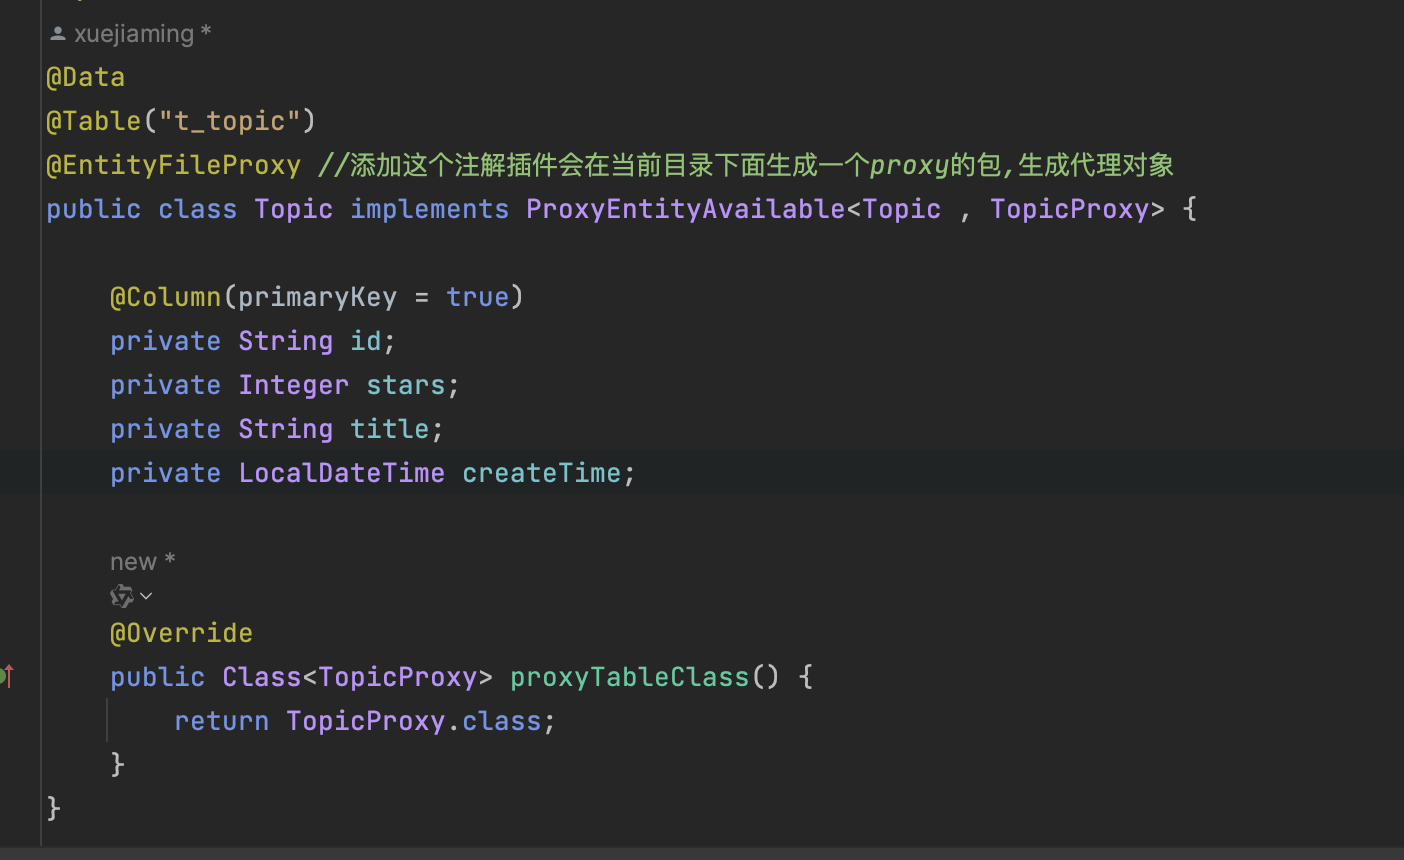 xuejiaming *
@Data
@Table("t_topic")
@EntityFileProxy //添加这个注解插件会在当前目录下面生成一个proxy的包,生成代理对象
public class Topic implements ProxyEntityAvailable<Topic , TopicProxy> {
@Column(primaryKey = true)
private String id;
private Integer stars;
private String title;
private LocalDateTime createTime;
new *
@Override
public Class<TopicProxy> proxyTableClass() {
return TopicProxy.class;
}
}